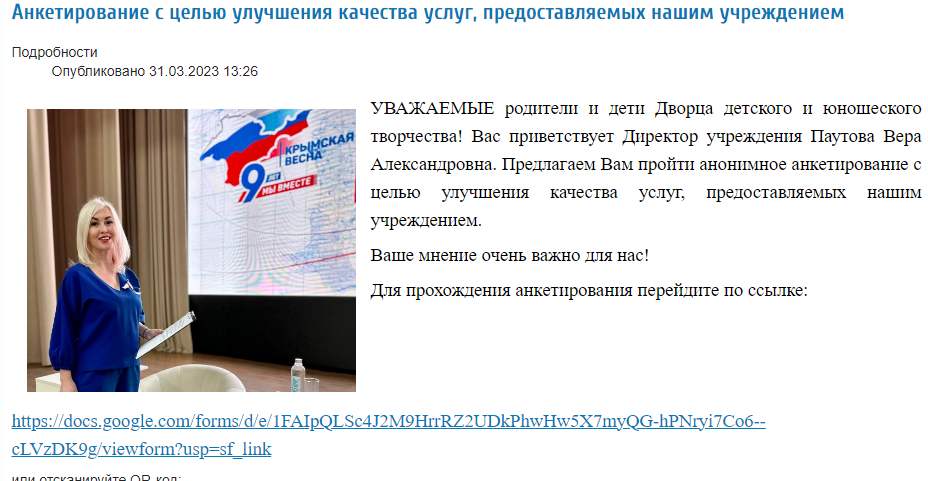 Анкетирование с целью улучшения качества услуг, предоставляемых нашим учреждением
Подробности
Опубликовано 31.03.2023 13:26
КРЫМСКАЯ
ВЕСНА
9 ЛЕТ
МЫ ВМЕСТЕ
УВАЖАЕМЫЕ родители и дети Дворца детского и юношеского
творчества! Вас приветствует Директор учреждения Паутова Вера
Александровна. Предлагаем Вам пройти анонимное анкетирование с
целью улучшения качества услуг, предоставляемых нашим
учреждением.
Ваше мнение очень важно для нас!
Для прохождения анкетирования перейдите по ссылке:
https://docs.google.com/forms/d/e/1FAIpQLSc4J2M9HrrRZ2UDkPhwHw5X7myQG-hPNryi7Co6--
cLVzDK9g/viewform?usp=sf_link
или отсканируйте QR-код: